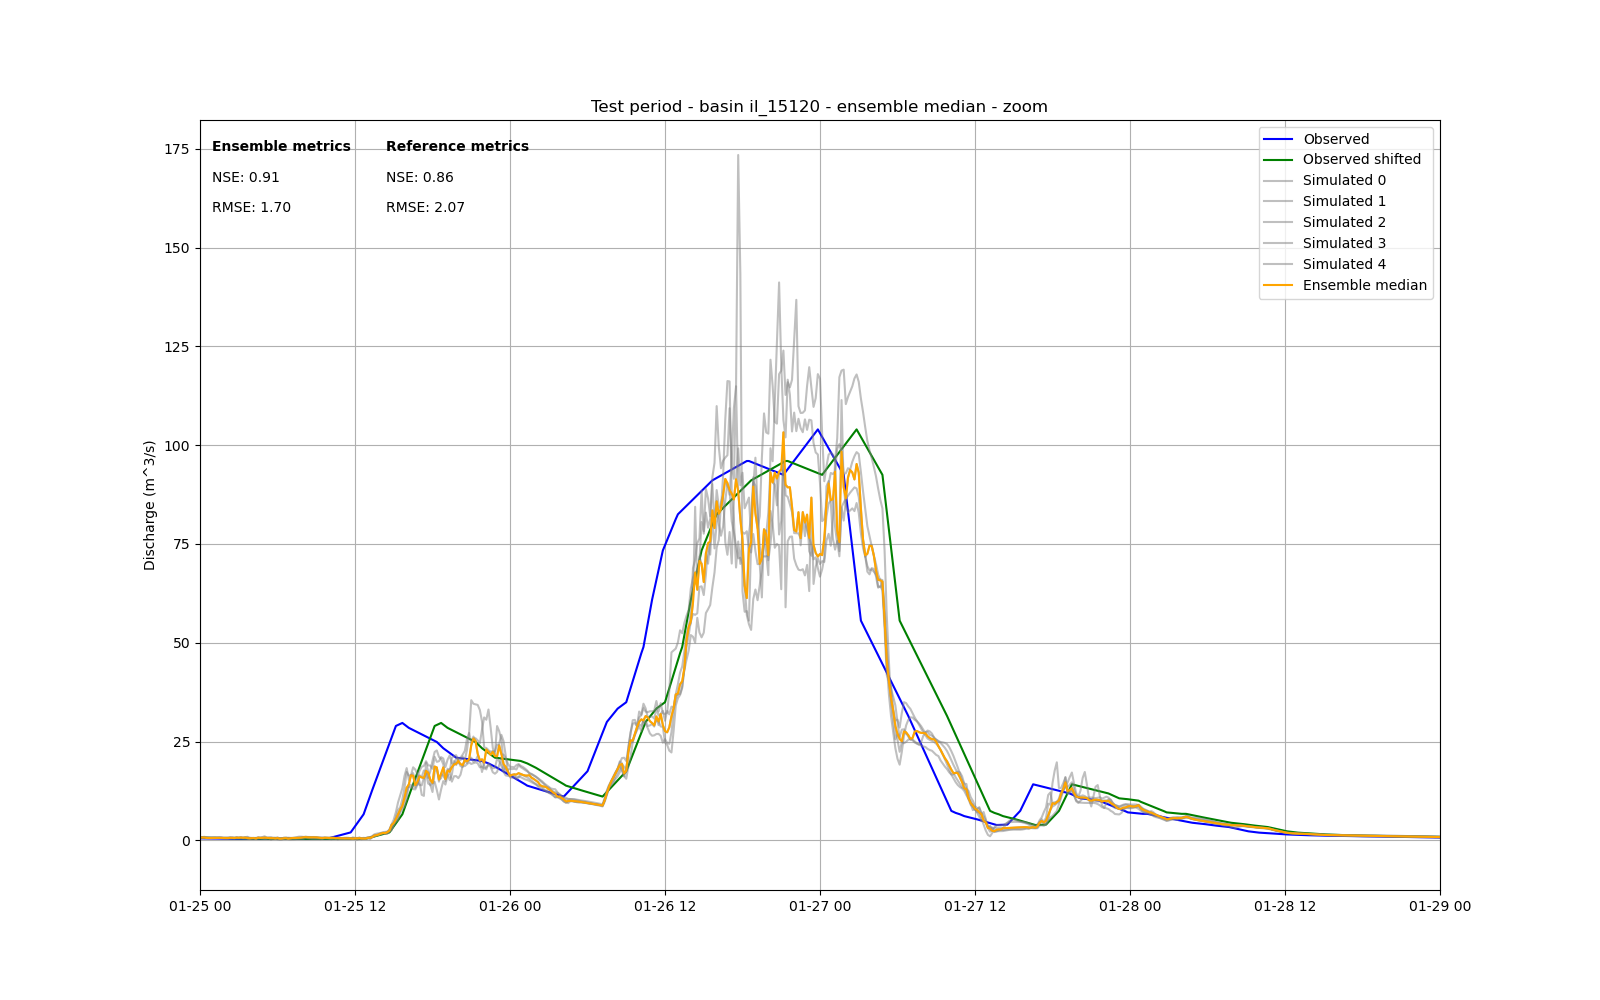 Test period - basin il_15120 - ensemble median - zoom
Ensemble metrics
NSE: 0.91
RMSE: 1.70
Reference metrics
NSE: 0.86
RMSE: 2.07
Observed
Observed shifted
Simulated 0
Simulated 1
Simulated 2
Simulated 3
Simulated 4
Ensemble median
Discharge (m^3/s)
175
150
125
100
75
50
25
0
01-25 00
01-25 12
01-26 00
01-26 12
01-27 00
01-27 12
01-28 00
01-28 12
01-29 00